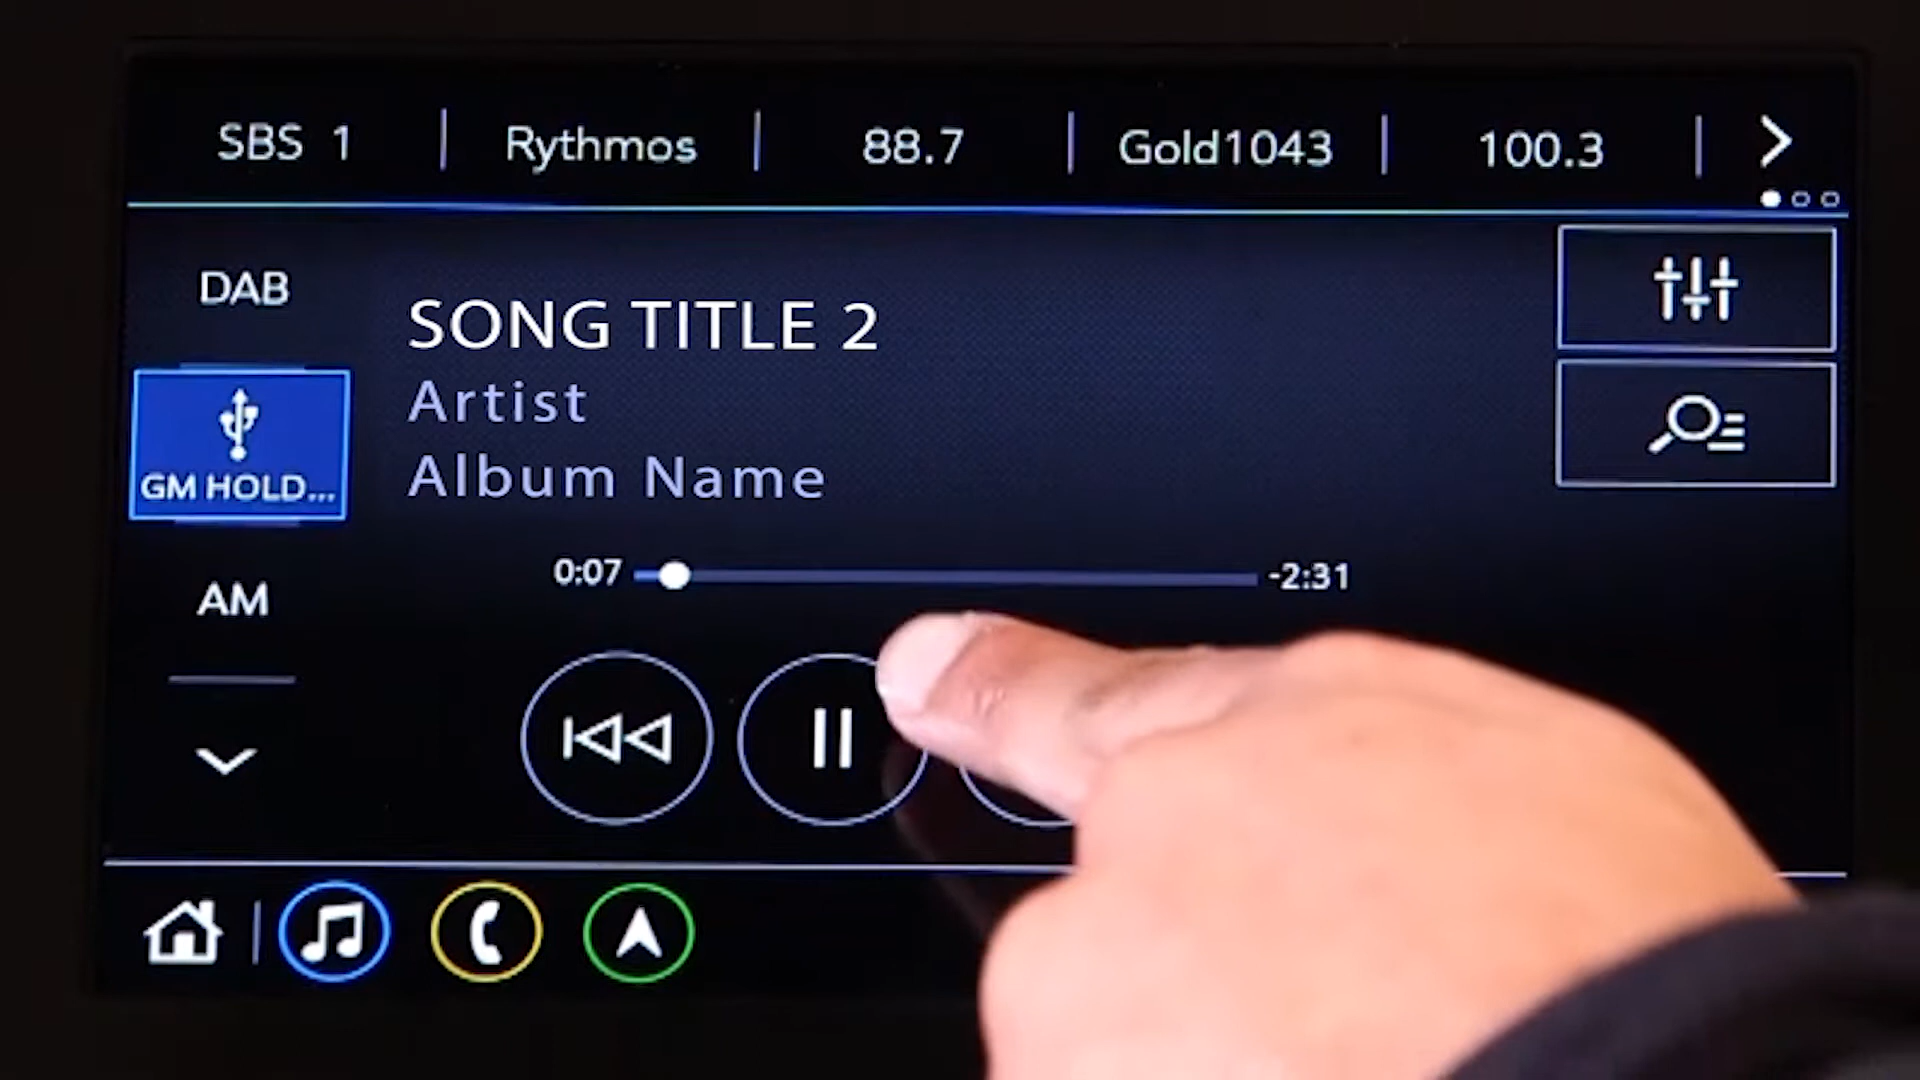 SBS 1
Rythmos
88.7
Gold1043
100.3
DAB
GM HOLD...
AM
SONG TITLE 2
Artist
Album Name
0:07
-2:31